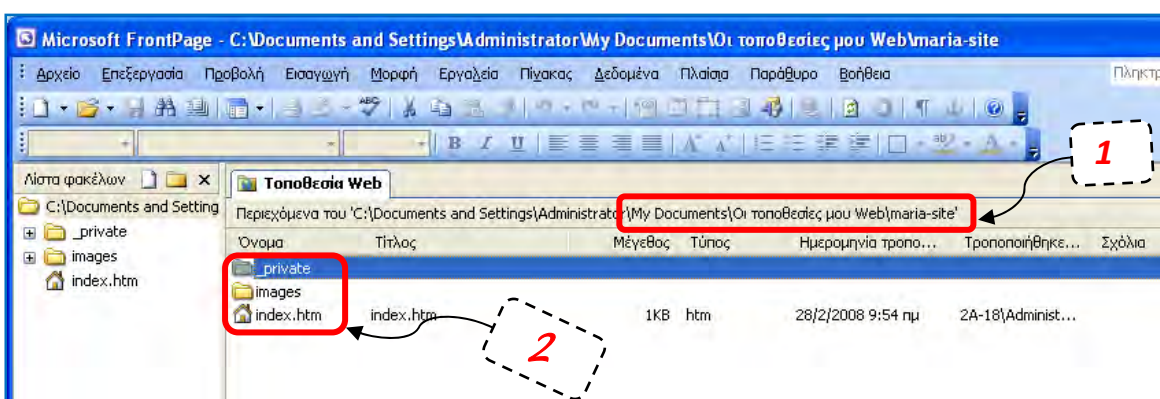 Microsoft FrontPage - C:\Documents and Settings\Administrator\My Documents\Οι τοποθεσίες μου Web\maria-site
Αρχείο Επεξεργασία Προβολή Εισαγωγή Μορφή Εργαλεία Πίνακας Δεδομένα Πλαίσια Παράθυρο Βοήθεια Πληκτρ
B I U
1
Λίστα φακέλων
Τοποθεσία Web
C:\Documents and Setting
Περιεχόμενα του 'C:\Documents and Settings\Administrator\My Documents\Οι τοποθεσίες μου Web\maria-site'
_private
images
index.htm
Όνομα Τίτλος Μέγεθος Τύπος Ημερομηνία τροπο... Τροποποιήθηκε... Σχόλια
_private
images
index.htm index.htm 1KB htm 28/2/2008 9:54 πμ 2A-18\Administ...
2